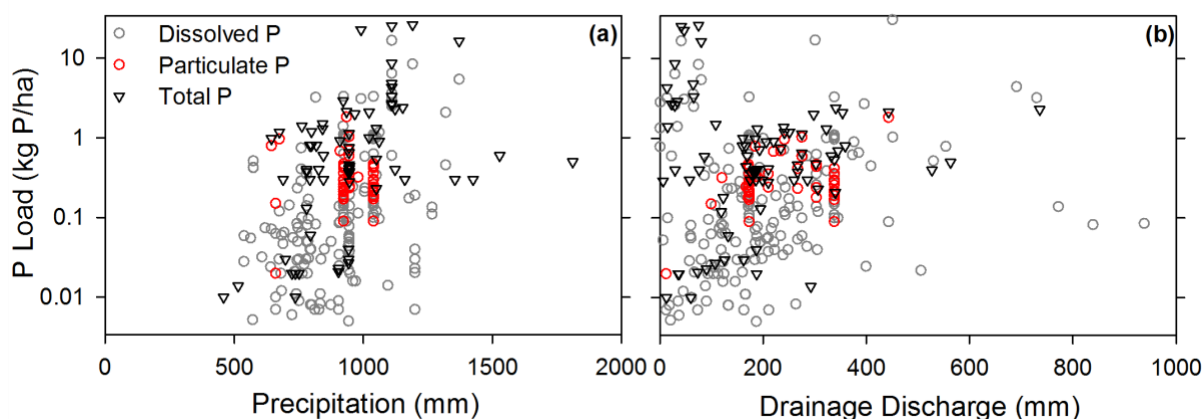 (a)
(b)
P Load (kg P/ha)
10
1
0.1
0.01
Dissolved P
Particulate P
Total P
0
500
1000
1500
2000
0
200
400
600
800
1000
Precipitation (mm)
Drainage Discharge (mm)